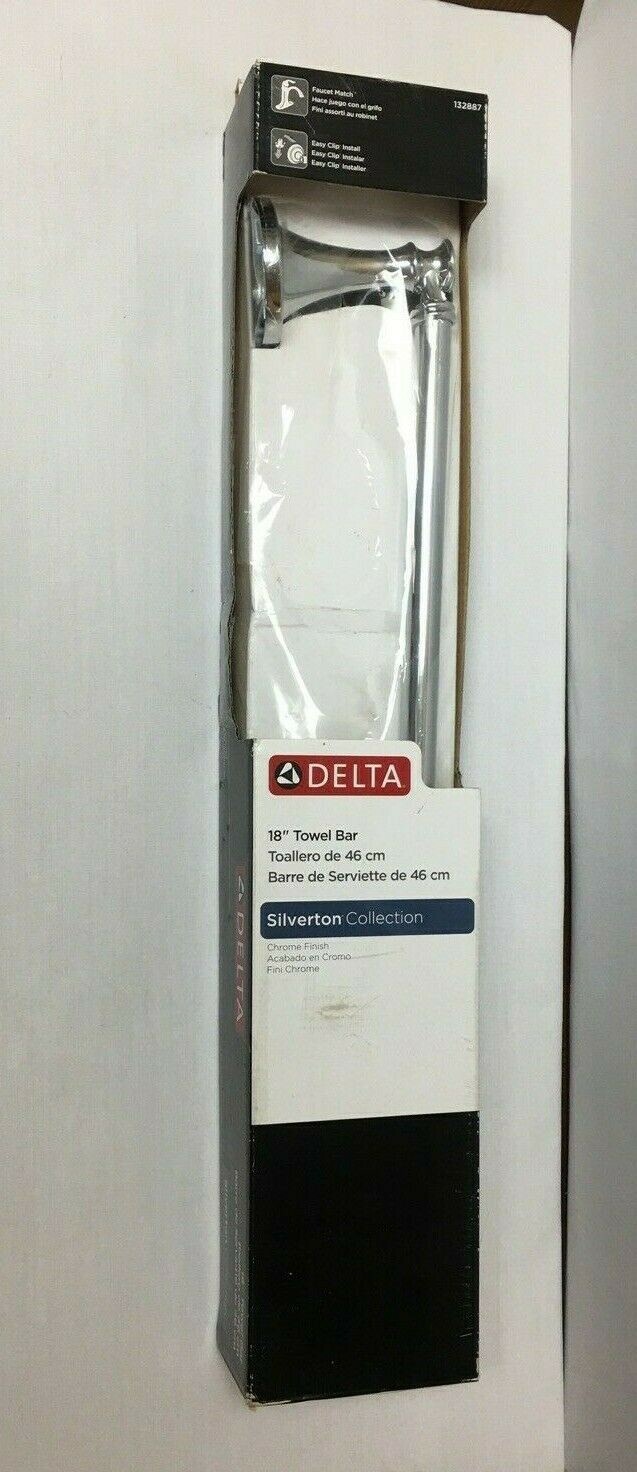 Faucet Match™
Hace juego con el grifo
Fini assorti au robinet
132887
Easy Clip® Install
Easy Clip® Instalar
Easy Clip® Installer
DELTA
18" Towel Bar
Toallero de 46 cm
Barre de Serviette de 46 cm
Silverton Collection
Chrome Finish
Acabado en Cromo
Fini Chrome
DELTA